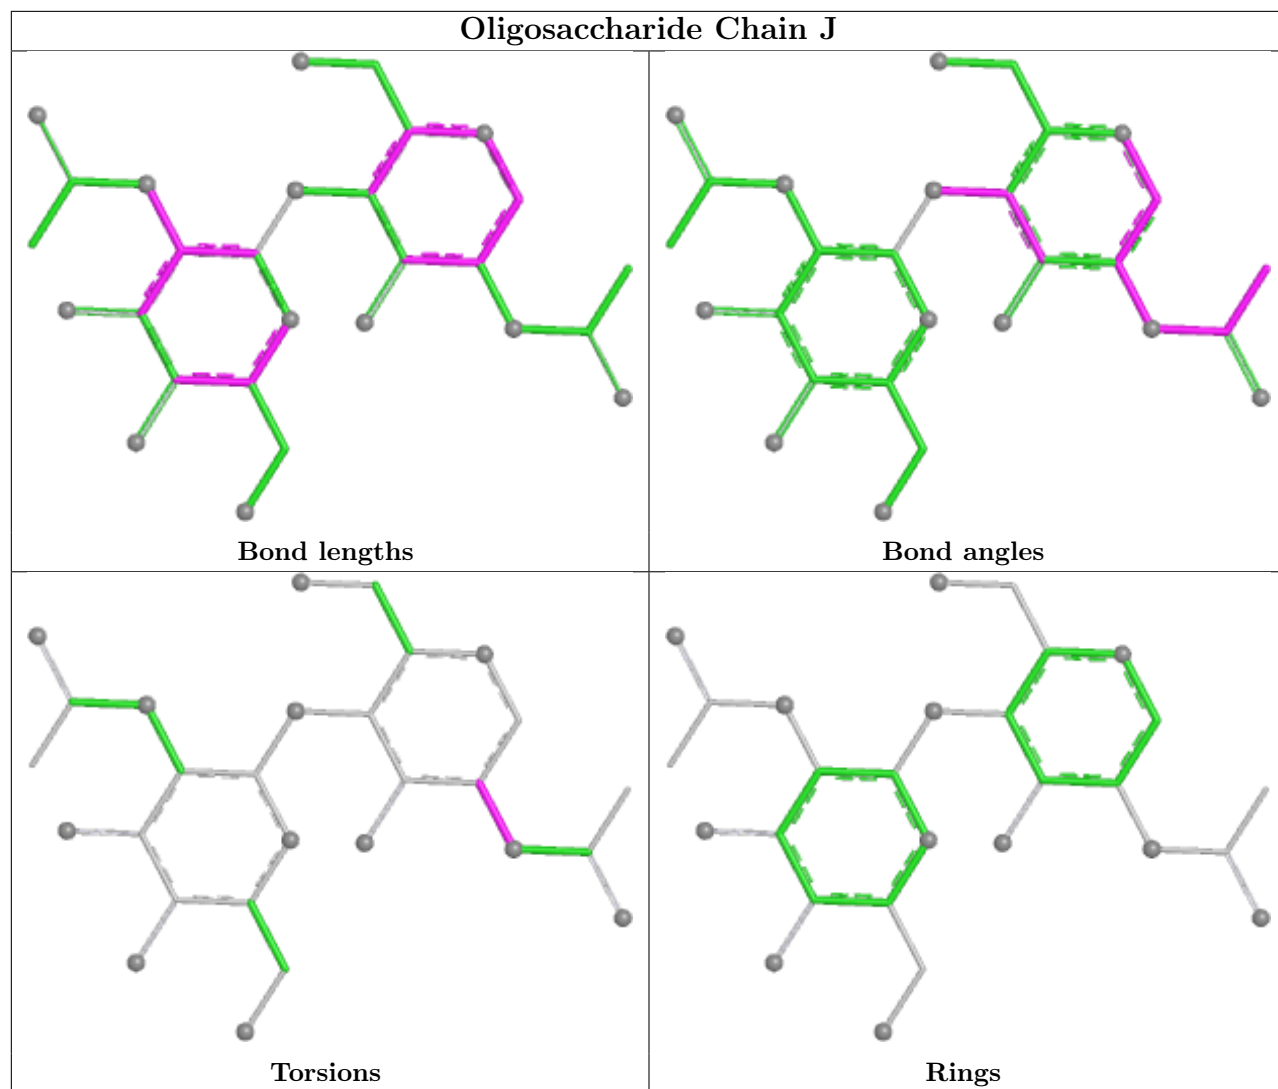 Oligosaccharide Chain J
Bond lengths
Bond angles
Torsions
Rings